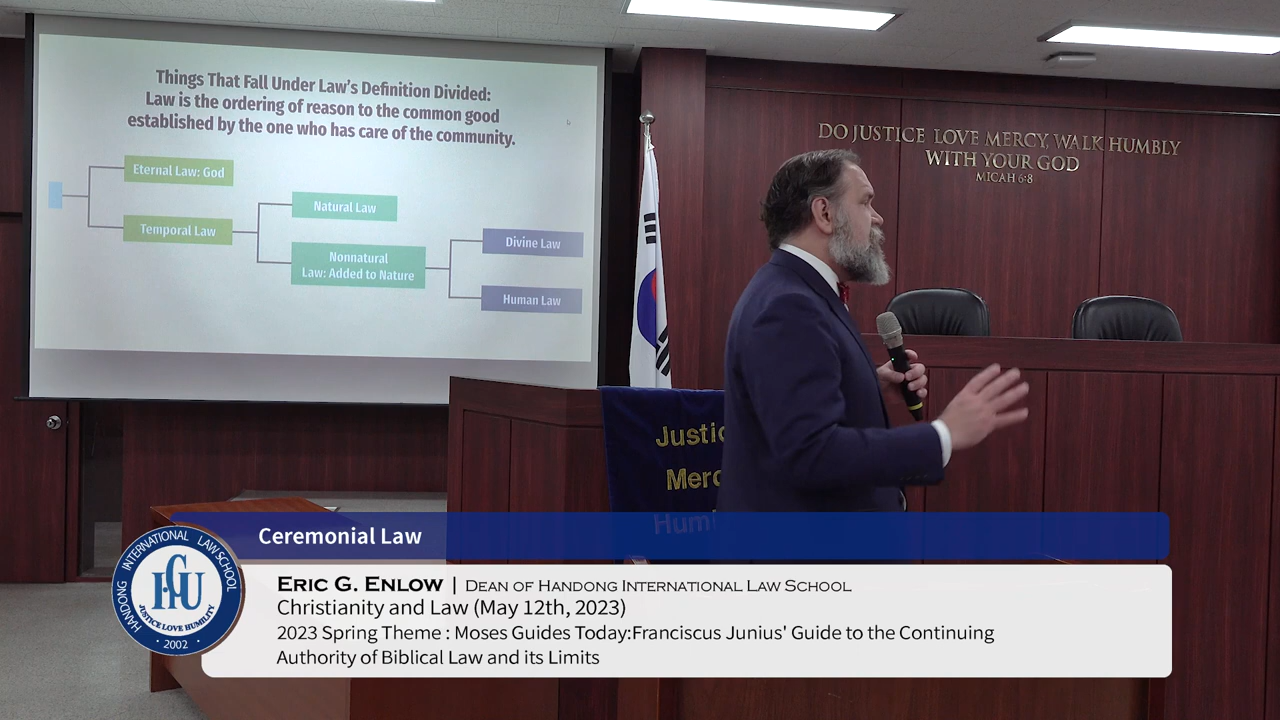 Things That Fall Under Law's Definition Divided:
Law is the ordering of reason to the common good
established by the one who has care of the community.
Eternal Law: God
Temporal Law
Natural Law
Nonnatural
Law: Added to Nature
Divine Law
Human Law
DO JUSTICE LOVE MERCY, WALK HUMBLY
WITH YOUR GOD
MICAH 6:8
Justic
Merc
Humi
Ceremonial Law
HANDONG INTERNATIONAL LAW SCHOOL
JUSTICE LOVE HUMILITY
· 2002 ·
ERIC G. ENLOW | DEAN OF HANDONG INTERNATIONAL LAW SCHOOL
Christianity and Law (May 12th, 2023)
2023 Spring Theme : Moses Guides Today:Franciscus Junius' Guide to the Continuing
Authority of Biblical Law and its Limits